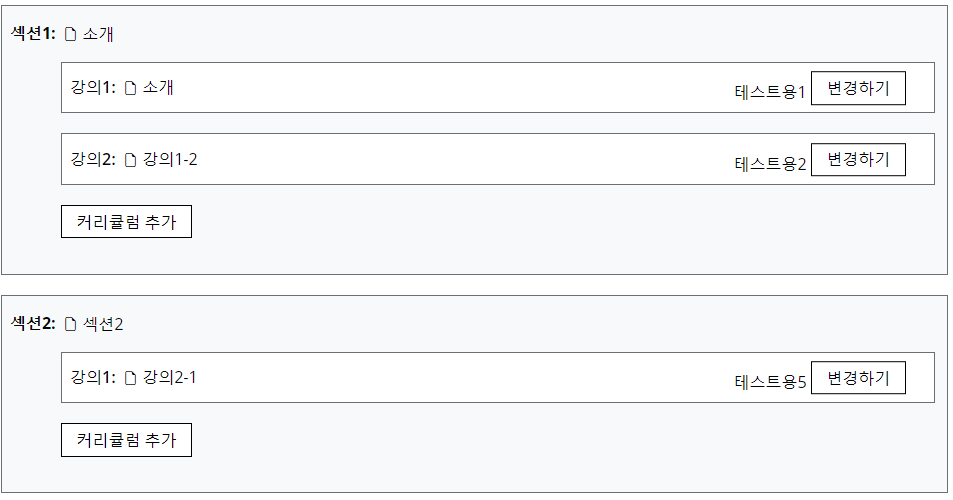 섹션1: 소개
강의1: 소개 테스트용1 변경하기
강의2: 강의1-2 테스트용2 변경하기
커리큘럼 추가
섹션2: 섹션2
강의1: 강의2-1 테스트용5 변경하기
커리큘럼 추가